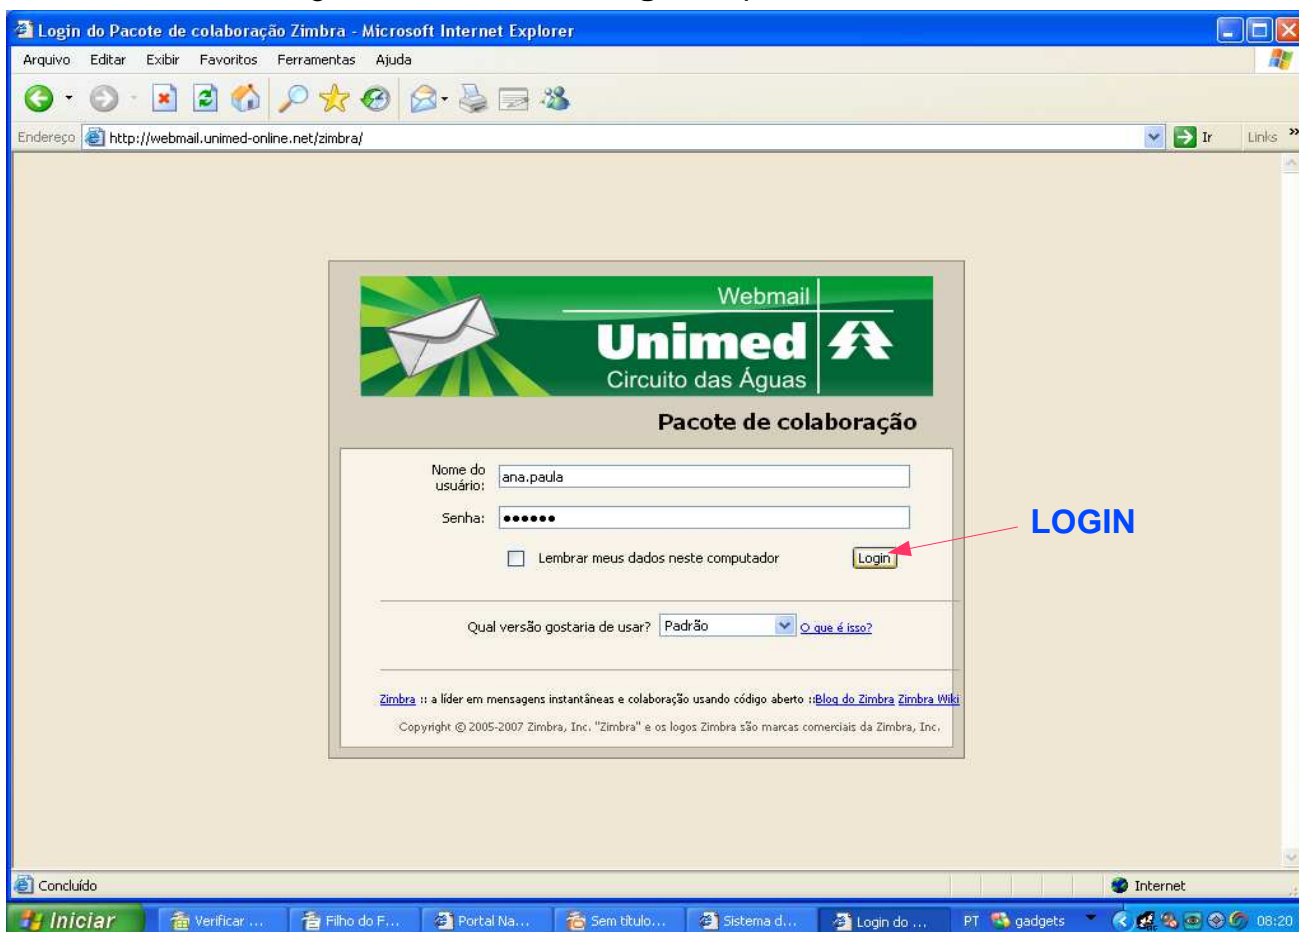 Login do Pacote de colaboração Zimbra - Microsoft Internet Explorer
Arquivo Editar Exibir Favoritos Ferramentas Ajuda
Endereço http://webmail.unimed-online.net/zimbra/ Ir Links »
Webmail
Unimed
Circuito das Águas
Pacote de colaboração
Nome do
usuário: ana.paula
Senha: ●●●●●●
LOGIN
Lembrar meus dados neste computador Login
Qual versão gostaria de usar? Padrão O que é isso?
Zimbra :: a líder em mensagens instantâneas e colaboração usando código aberto ::Blog do Zimbra Zimbra Wiki
Copyright © 2005-2007 Zimbra, Inc. "Zimbra" e os logos Zimbra são marcas comerciais da Zimbra, Inc.
Concluído Internet
Iniciar Verificar ... Filho do F... Portal Na... Sem título... Sistema d... Login do ... PT gadgets 08:20